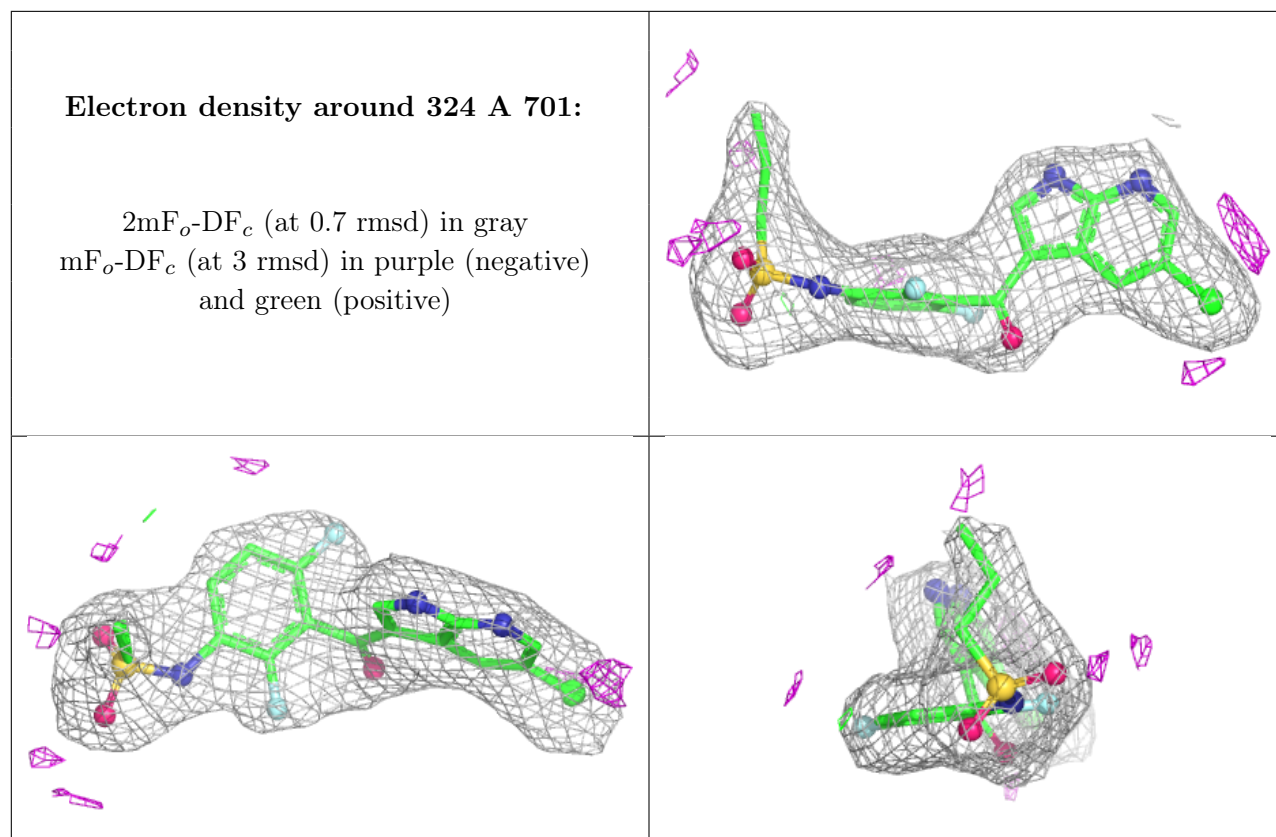 Electron density around 324 A 701:
2mFo-DFc (at 0.7 rmsd) in gray
mFo-DFc (at 3 rmsd) in purple (negative)
and green (positive)